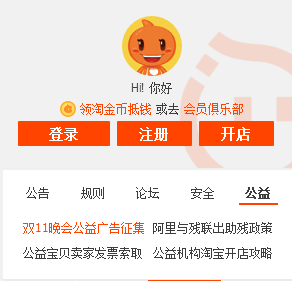 Hi! 你好
领淘金币抵钱 或去 会员俱乐部
登录 注册 开店
公告 规则 论坛 安全 公益
双11晚会公益广告征集 阿里与残联出助残政策
公益宝贝卖家发票索取 公益机构淘宝开店攻略